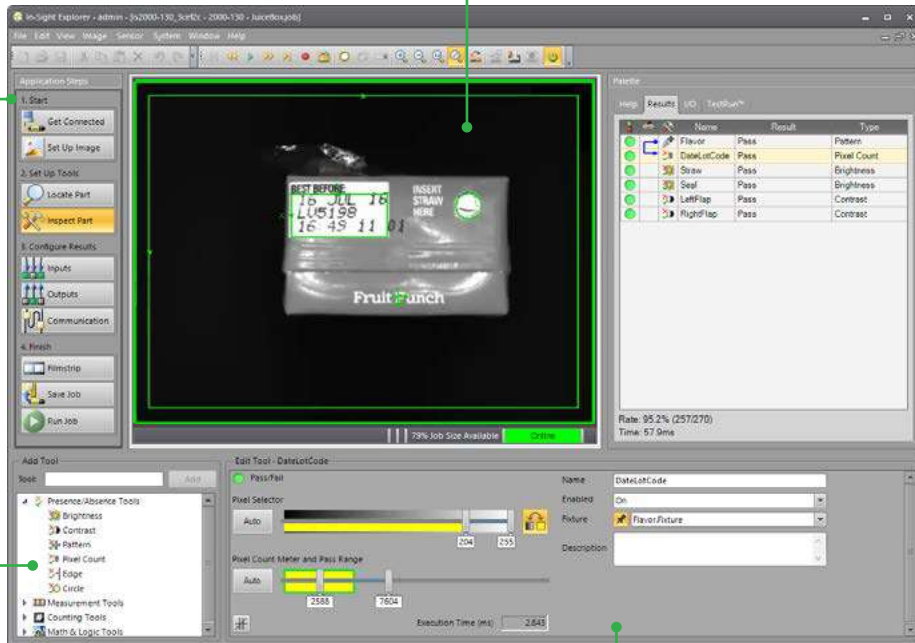 In-Sight Explorer - admin - [is2000-130_3cef2c - 2000-130 - JuiceBox.job]
File Edit View Image Sensor System Window Help
Application Steps
1. Start
Get Connected
Set Up Image
2. Set Up Tools
Locate Part
Inspect Part
3. Configure Results
Inputs
Outputs
Communication
4. Finish
Filmstrip
Save Job
Run Job
BEST BEFORE:
16 JUL 16
LV5198
16 49 11 01
INSERT
STRAW
HERE
Fruit Punch
79% Job Size Available Online
Palette
Help Results I/O TestRun™
Name Result Type
Flavor Pass Pattern
DateLotCode Pass Pixel Count
Straw Pass Brightness
Seal Pass Brightness
LeftFlap Pass Contrast
RightFlap Pass Contrast
Rate: 95.2% (257/270)
Time: 57.9ms
Add Tool
Tool: Add
Presence/Absence Tools
Brightness
Contrast
Pattern
Pixel Count
Edge
Circle
Measurement Tools
Counting Tools
Math & Logic Tools
Edit Tool - DateLotCode
Pass/Fail
Pixel Selector
Auto
204 255
Pixel Count Meter and Pass Range
Auto
2588 7604
Execution Time (ms) 2.843
Name DateLotCode
Enabled On
Fixture Flavor.Fixture
Description